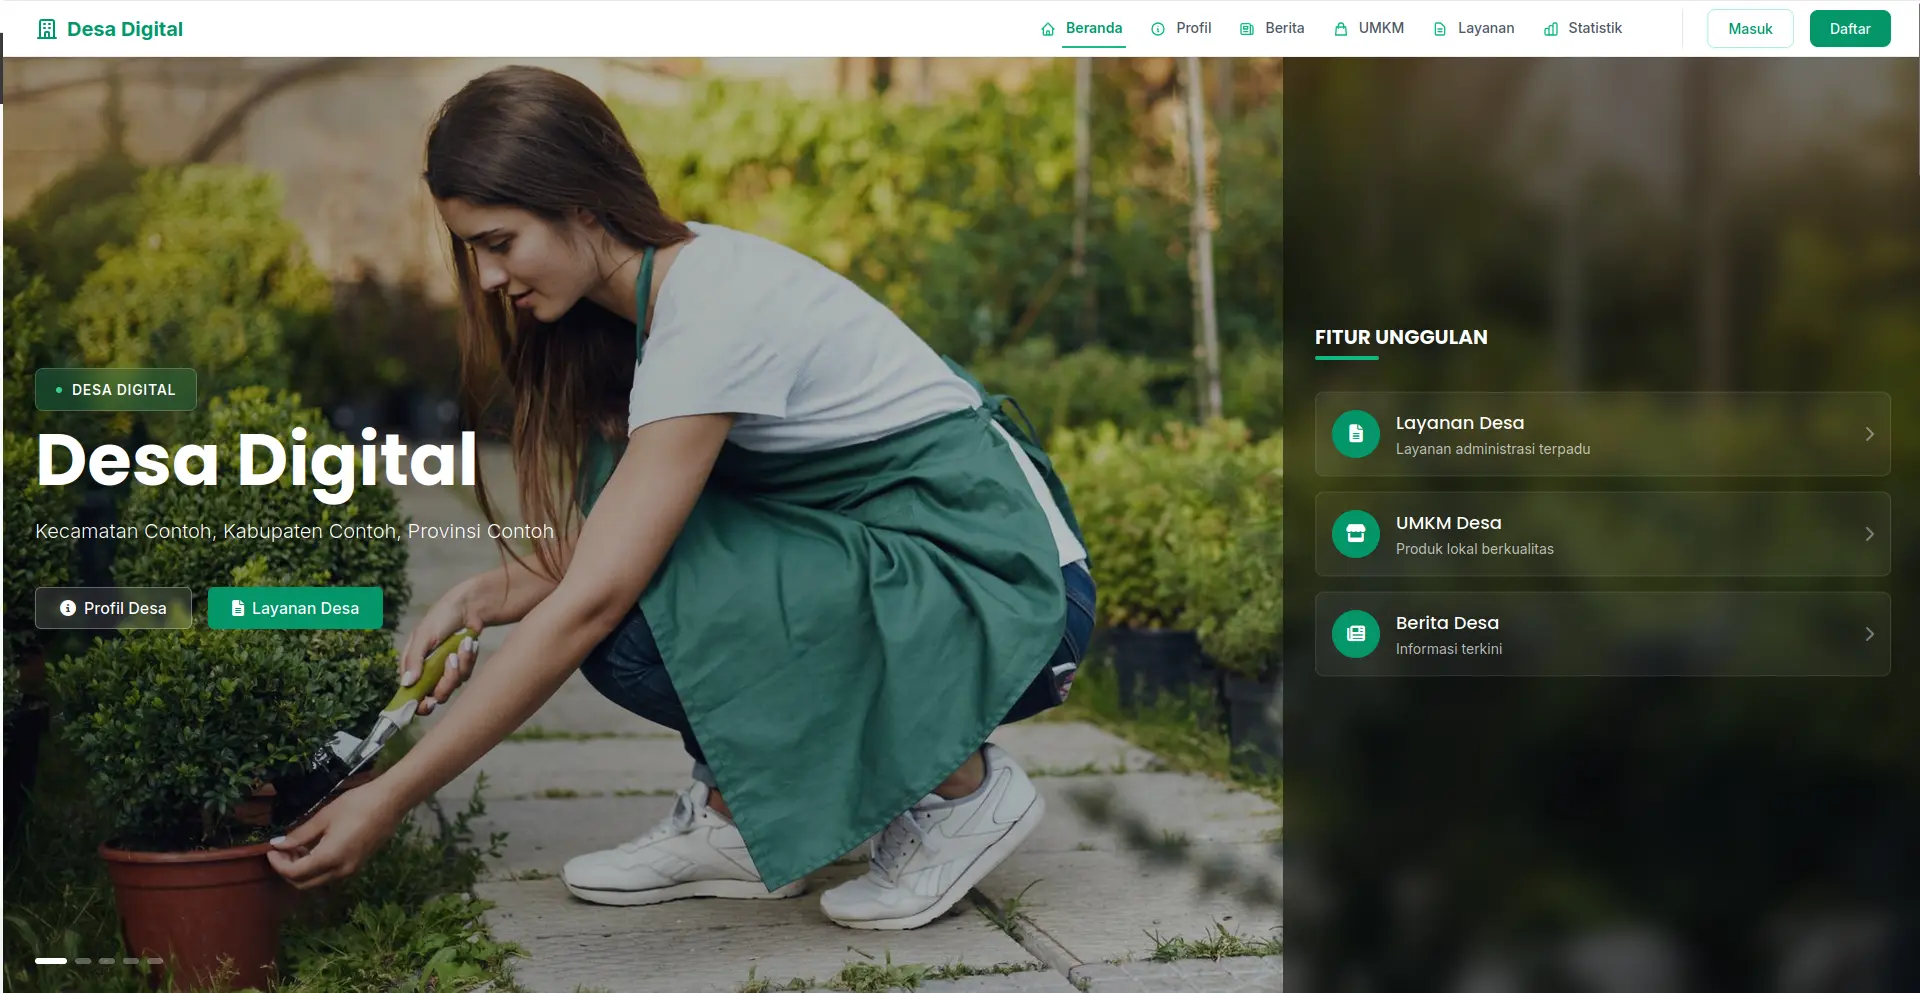 Desa Digital
Beranda
Profil
Berita
UMKM
Layanan
Statistik
Masuk
Daftar
DESA DIGITAL
Desa Digital
Kecamatan Contoh, Kabupaten Contoh, Provinsi Contoh
Profil Desa
Layanan Desa
FITUR UNGGULAN
Layanan Desa
Layanan administrasi terpadu
UMKM Desa
Produk lokal berkualitas
Berita Desa
Informasi terkini